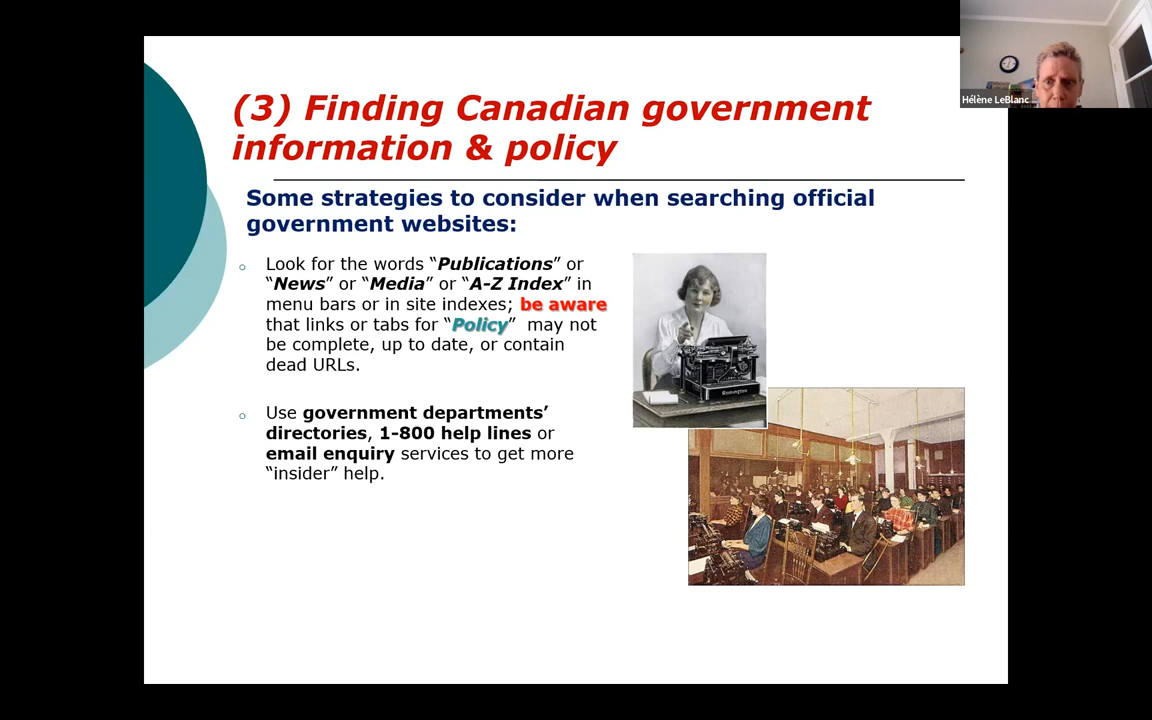 Hélène LeBlanc ...
(3) Finding Canadian government
information & policy
Some strategies to consider when searching official
government websites:
Look for the words “Publications” or
“News” or “Media” or “A-Z Index” in
menu bars or in site indexes; be aware
that links or tabs for “Policy” may not
be complete, up to date, or contain
dead URLs.
Use government departments’
directories, 1-800 help lines or
email enquiry services to get more
“insider” help.
Remington